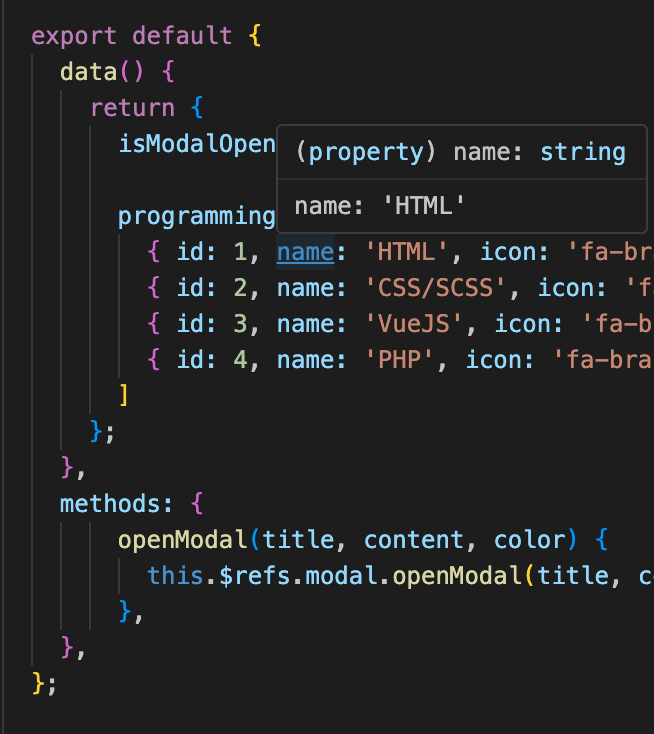 export default {
data() {
return {
isModalOpen
(property) name: string
name: 'HTML'
programming
{ id: 1, name: 'HTML', icon: 'fa-br
{ id: 2, name: 'CSS/SCSS', icon: 'f
{ id: 3, name: 'VueJS', icon: 'fa-b
{ id: 4, name: 'PHP', icon: 'fa-bra
]
};
},
methods: {
openModal(title, content, color) {
this.$refs.modal.openModal(title, c
},
},
};